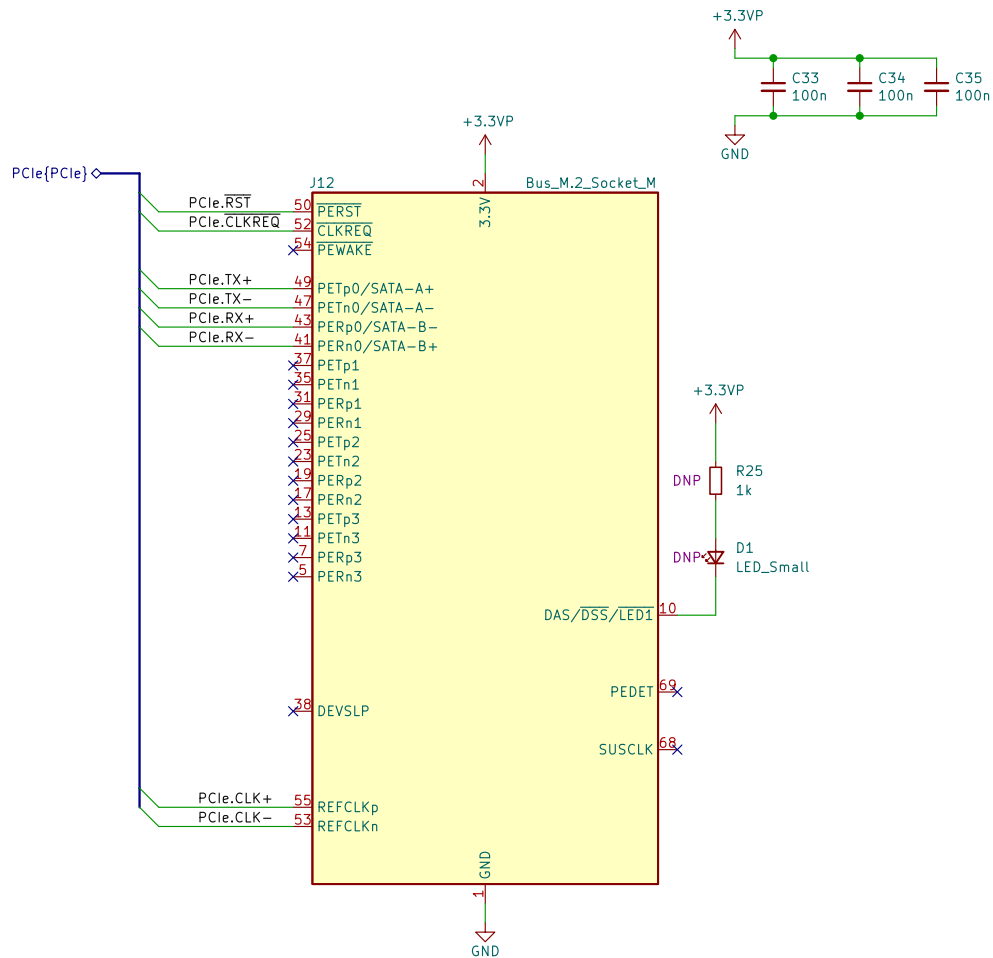 +3.3VP
C33
100n
C34
100n
C35
100n
GND
+3.3VP
PCIe{PCIe}
J12
Bus_M.2_Socket_M
2
3.3V
PCIe.RST
50
PERST
PCIe.CLKREQ
52
CLKREQ
54
PEWAKE
PCIe.TX+
49
PETp0/SATA-A+
PCIe.TX-
47
PETn0/SATA-A-
PCIe.RX+
43
PERp0/SATA-B-
PCIe.RX-
41
PERn0/SATA-B+
37
PETp1
35
PETn1
31
PERp1
29
PERn1
25
PETp2
23
PETn2
19
PERp2
17
PERn2
13
PETp3
11
PETn3
7
PERp3
5
PERn3
+3.3VP
DNP
R25
1k
DNP
D1
LED_Small
DAS/DSS/LED1
10
PEDET
69
38
DEVSLP
SUSCLK
68
PCIe.CLK+
55
REFCLKp
PCIe.CLK-
53
REFCLKn
GND
1
GND